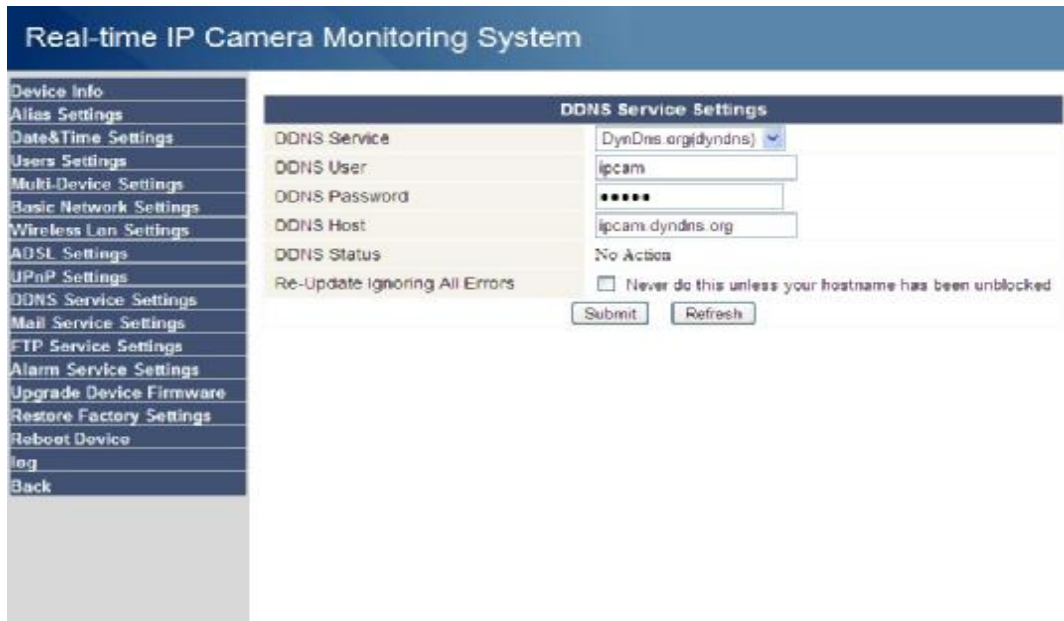 Real-time IP Camera Monitoring System
Device Info
Alias Settings
Date&Time Settings
Users Settings
Multi-Device Settings
Basic Network Settings
Wireless Lan Settings
ADSL Settings
UPnP Settings
DDNS Service Settings
Mail Service Settings
FTP Service Settings
Alarm Service Settings
Upgrade Device Firmware
Restore Factory Settings
Reboot Device
log
Back
DDNS Service Settings
DDNS Service DynDns.org(dyndns)
DDNS User ipcam
DDNS Password •••••
DDNS Host ipcam.dyndns.org
DDNS Status No Action
Re-Update Ignoring All Errors Never do this unless your hostname has been unblocked
Submit Refresh